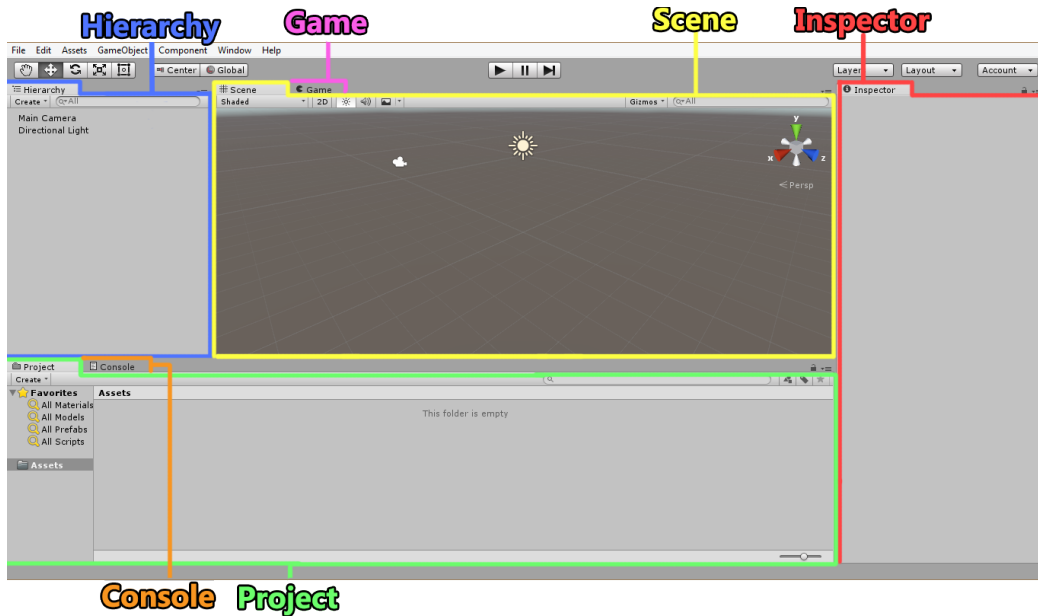 Hierarchy Game Scene Inspector
File Edit Assets GameObject Component Window Help
Center Global Layers Layout Account
Hierarchy Scene Game Inspector
Create All Shaded 2D Gizmos All
Main Camera
Directional Light
y
x z
Persp
Project Console
Create
Favorites Assets
All Materials This folder is empty
All Models
All Prefabs
All Scripts
Assets
Console Project